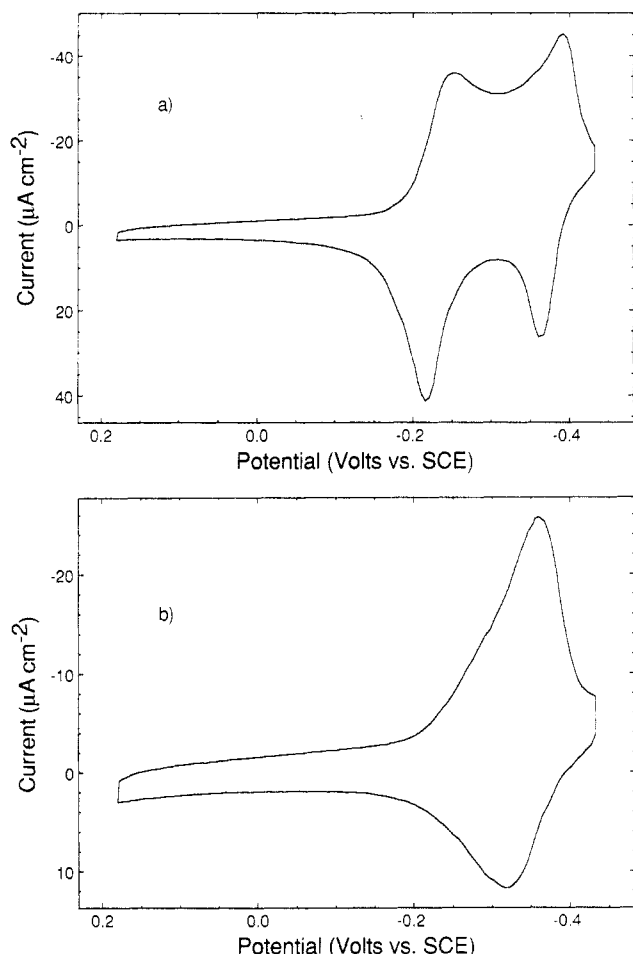 -40
-20
0
20
40
Current (μA cm⁻²)
a)
0.2
0.0
-0.2
-0.4
Potential (Volts vs. SCE)
-20
-10
0
10
Current (μA cm⁻²)
b)
0.2
0.0
-0.2
-0.4
Potential (Volts vs. SCE)